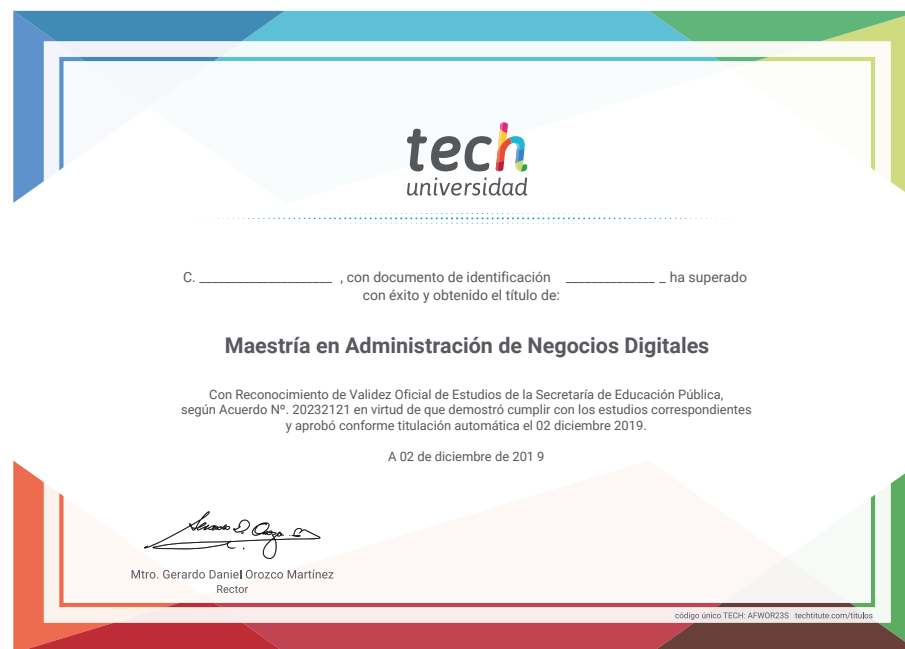 tech
universidad
C. _____________________ , con documento de identificación ______________ _ ha superado
con éxito y obtenido el título de:
Maestría en Administración de Negocios Digitales
Con Reconocimiento de Validez Oficial de Estudios de la Secretaría de Educación Pública,
según Acuerdo Nº. 20232121 en virtud de que demostró cumplir con los estudios correspondientes
y aprobó conforme titulación automática el 02 diciembre 2019.
A 02 de diciembre de 201 9
Mtro. Gerardo Daniel Orozco Martínez
Rector
código único TECH: AFWOR23S techtitute.com/titulos